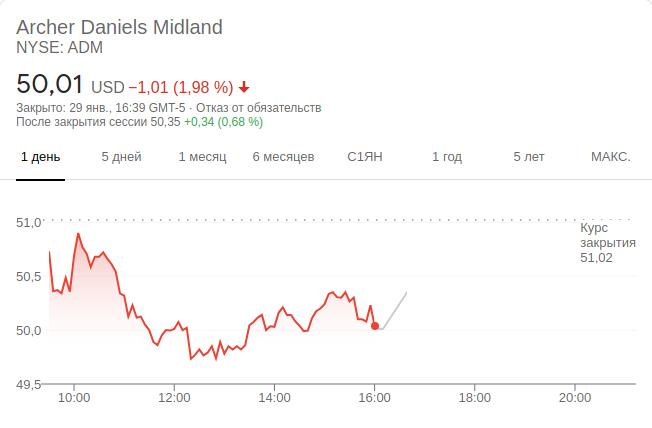 Archer Daniels Midland
NYSE: ADM
50,01 USD −1,01 (1,98 %)
Закрыто: 29 янв., 16:39 GMT-5 · Отказ от обязательств
После закрытия сессии 50,35 +0,34 (0,68 %)
1 день 5 дней 1 месяц 6 месяцев С1ЯН 1 год 5 лет МАКС.
51,0
Курс
закрытия
51,02
50,5
50,0
49,5
10:00 12:00 14:00 16:00 18:00 20:00